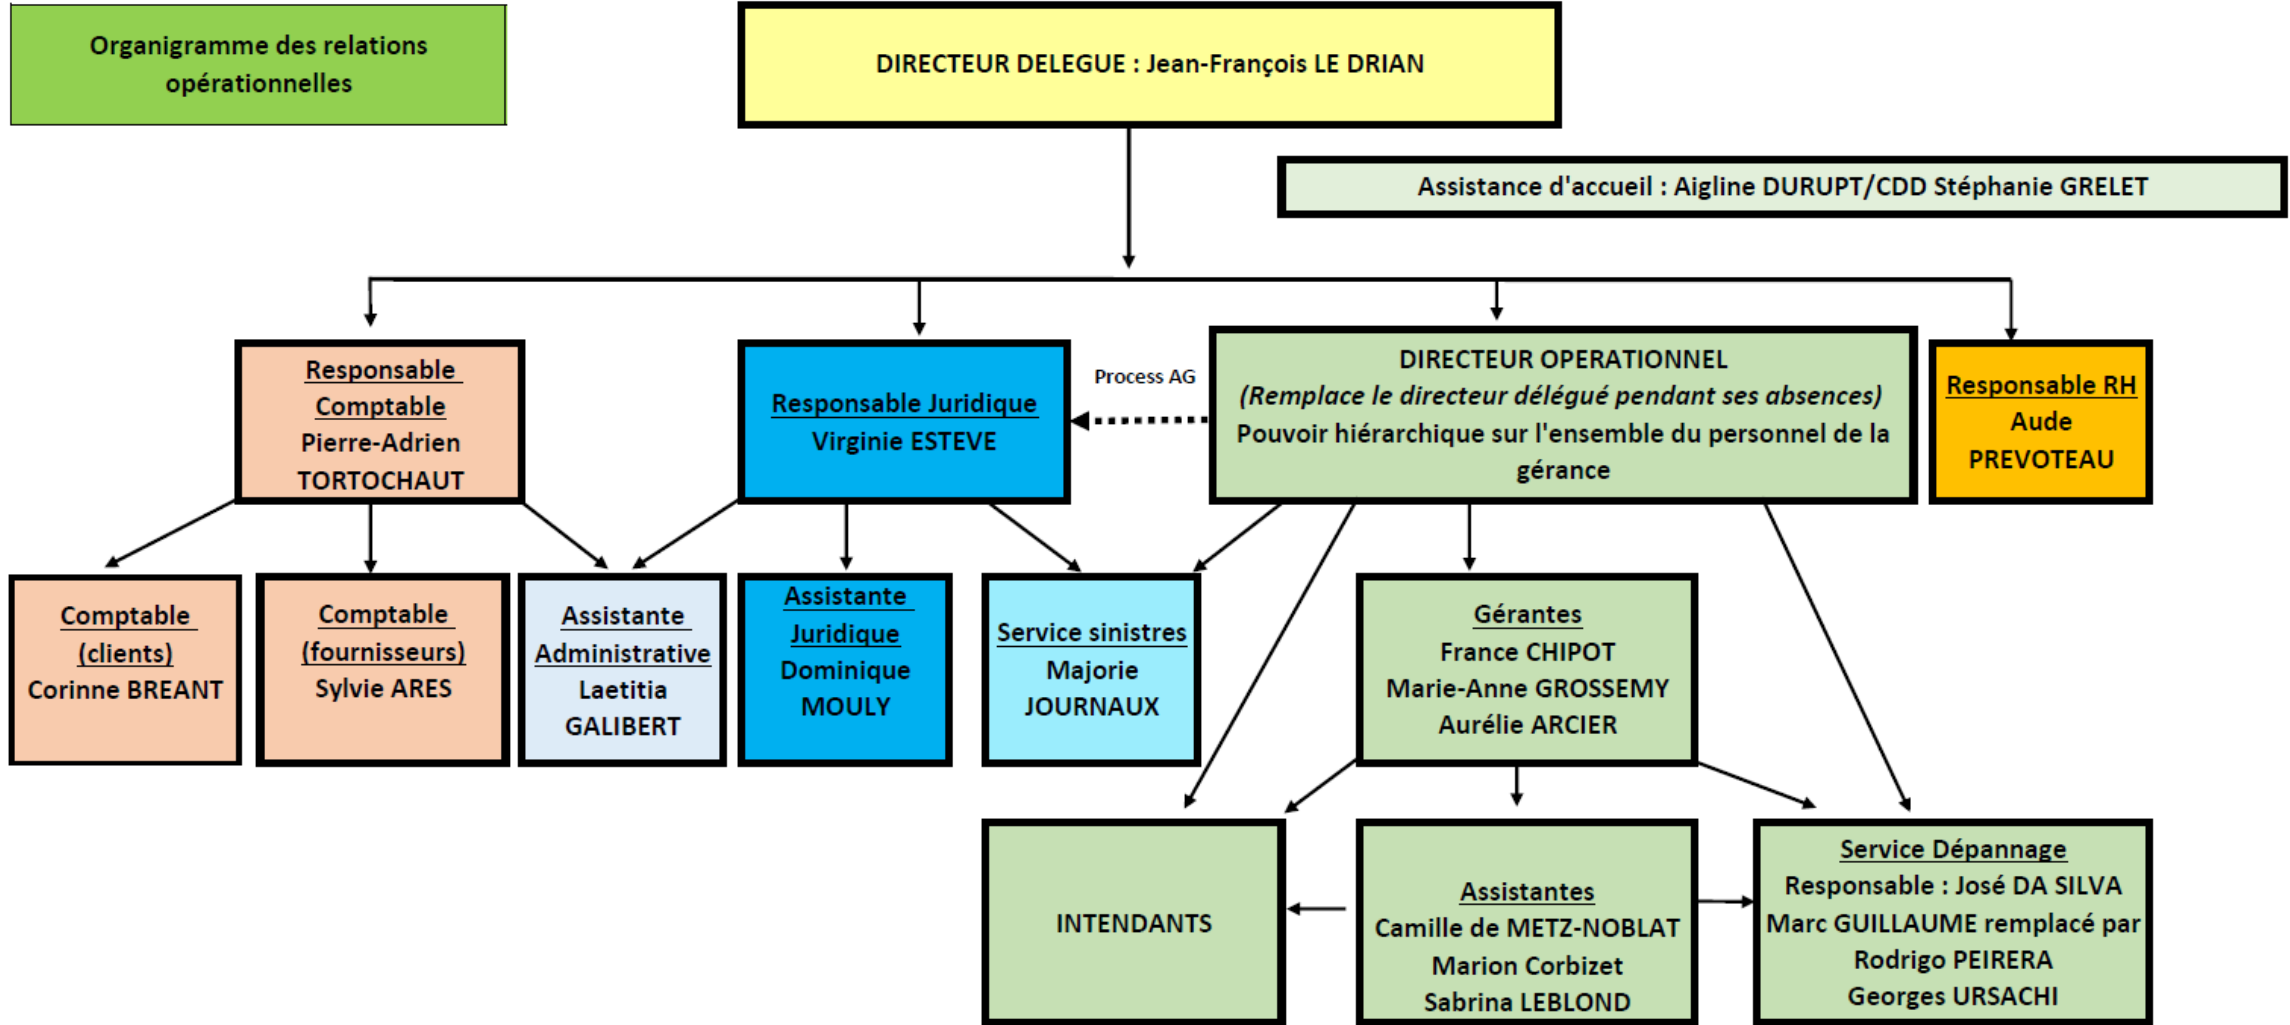 Organigramme des relations
opérationnelles
DIRECTEUR DELEGUE : Jean-François LE DRIAN
Assistance d'accueil : Aigline DURUPT/CDD Stéphanie GRELET
Responsable
Comptable
Pierre-Adrien
TORTOCHAUT
Responsable Juridique
Virginie ESTEVE
Process AG
DIRECTEUR OPERATIONNEL
(Remplace le directeur délégué pendant ses absences)
Pouvoir hiérarchique sur l'ensemble du personnel de la
gérance
Responsable RH
Aude
PREVOTEAU
Comptable
(clients)
Corinne BREANT
Comptable
(fournisseurs)
Sylvie ARES
Assistante
Administrative
Laetitia
GALIBERT
Assistante
Juridique
Dominique
MOULY
Service sinistres
Majorie
JOURNAUX
Gérantes
France CHIPOT
Marie-Anne GROSSEMY
Aurélie ARCIER
INTENDANTS
Assistantes
Camille de METZ-NOBLAT
Marion Corbizet
Sabrina LEBLOND
Service Dépannage
Responsable : José DA SILVA
Marc GUILLAUME remplacé par
Rodrigo PEIRERA
Georges URSACHI